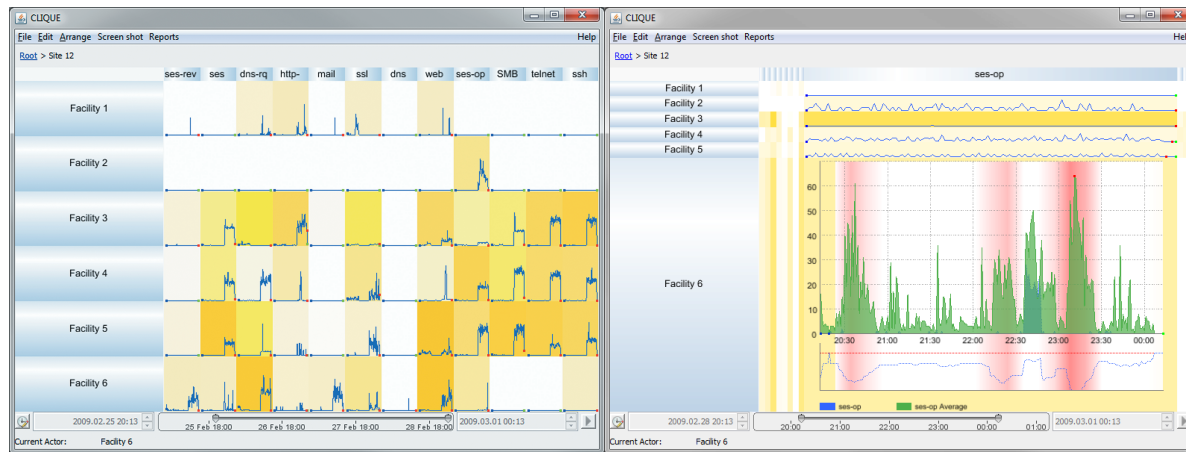 CLIQUE
File Edit Arrange Screen shot Reports Help
Root > Site 12
ses-rev ses dns-rq http- mail ssl dns web ses-op SMB telnet ssh
Facility 1
Facility 2
Facility 3
Facility 4
Facility 5
Facility 6
2009.02.25 20:13
25 Feb 18:00 26 Feb 18:00 27 Feb 18:00 28 Feb 18:00
2009.03.01 00:13
Current Actor: Facility 6
CLIQUE
File Edit Arrange Screen shot Reports Hel
Root > Site 12
ses-op
Facility 1
Facility 2
Facility 3
Facility 4
Facility 5
Facility 6
60
50
40
30
20
10
0
20:30 21:00 21:30 22:00 22:30 23:00 23:30 00:00
ses-op ses-op Average
2009.02.28 20:13
20:00 21:00 22:00 23:00 00:00 01:00
2009.03.01 00:13
Current Actor: Facility 6